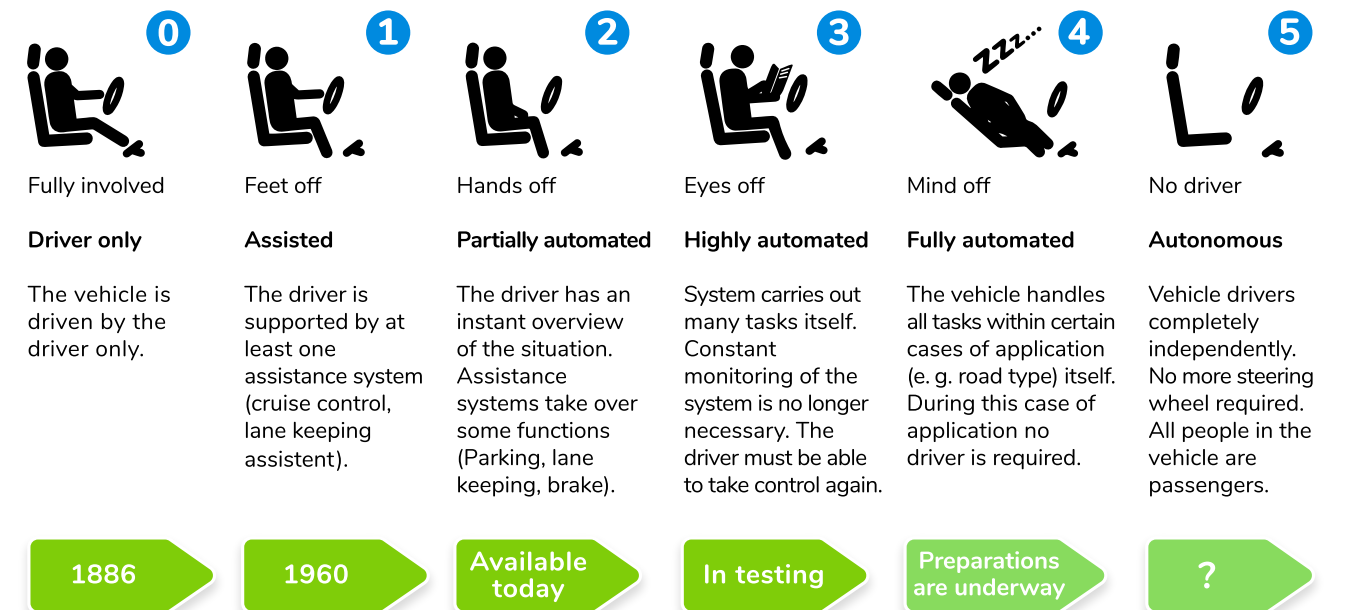 0
Fully involved
Driver only
The vehicle is
driven by the
driver only.
1886
1
Feet off
Assisted
The driver is
supported by at
least one
assistance system
(cruise control,
lane keeping
assistent).
1960
2
Hands off
Partially automated
The driver has an
instant overview
of the situation.
Assistance
systems take over
some functions
(Parking, lane
keeping, brake).
Available
today
3
Eyes off
Highly automated
System carries out
many tasks itself.
Constant
monitoring of the
system is no longer
necessary. The
driver must be able
to take control again.
In testing
zzz...
4
Mind off
Fully automated
The vehicle handles
all tasks within certain
cases of application
(e. g. road type) itself.
During this case of
application no
driver is required.
Preparations
are underway
5
No driver
Autonomous
Vehicle drivers
completely
independently.
No more steering
wheel required.
All people in the
vehicle are
passengers.
?